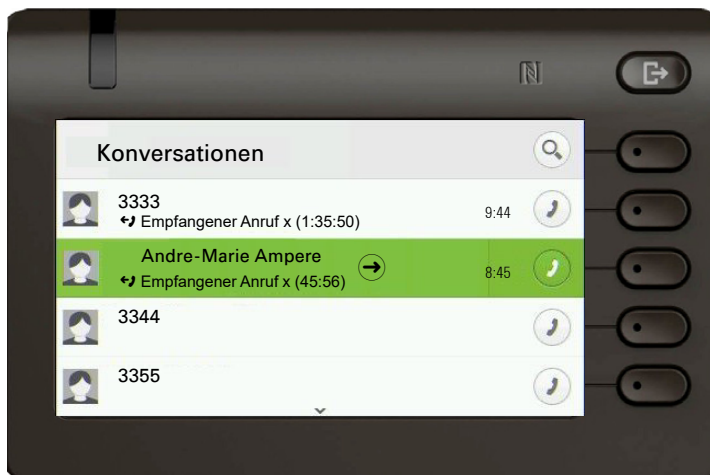 Konversationen
3333
Empfangener Anruf x (1:35:50)
9:44
Andre-Marie Ampere
Empfangener Anruf x (45:56)
8:45
3344
3355